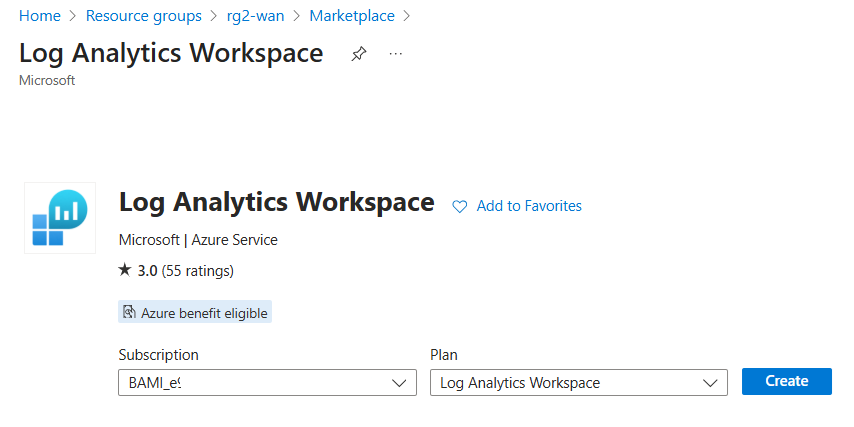 Home > Resource groups > rg2-wan > Marketplace >
Log Analytics Workspace ...
Microsoft
Log Analytics Workspace Add to Favorites
Microsoft | Azure Service
★ 3.0 (55 ratings)
Azure benefit eligible
Subscription Plan
BAMI_e Log Analytics Workspace Create